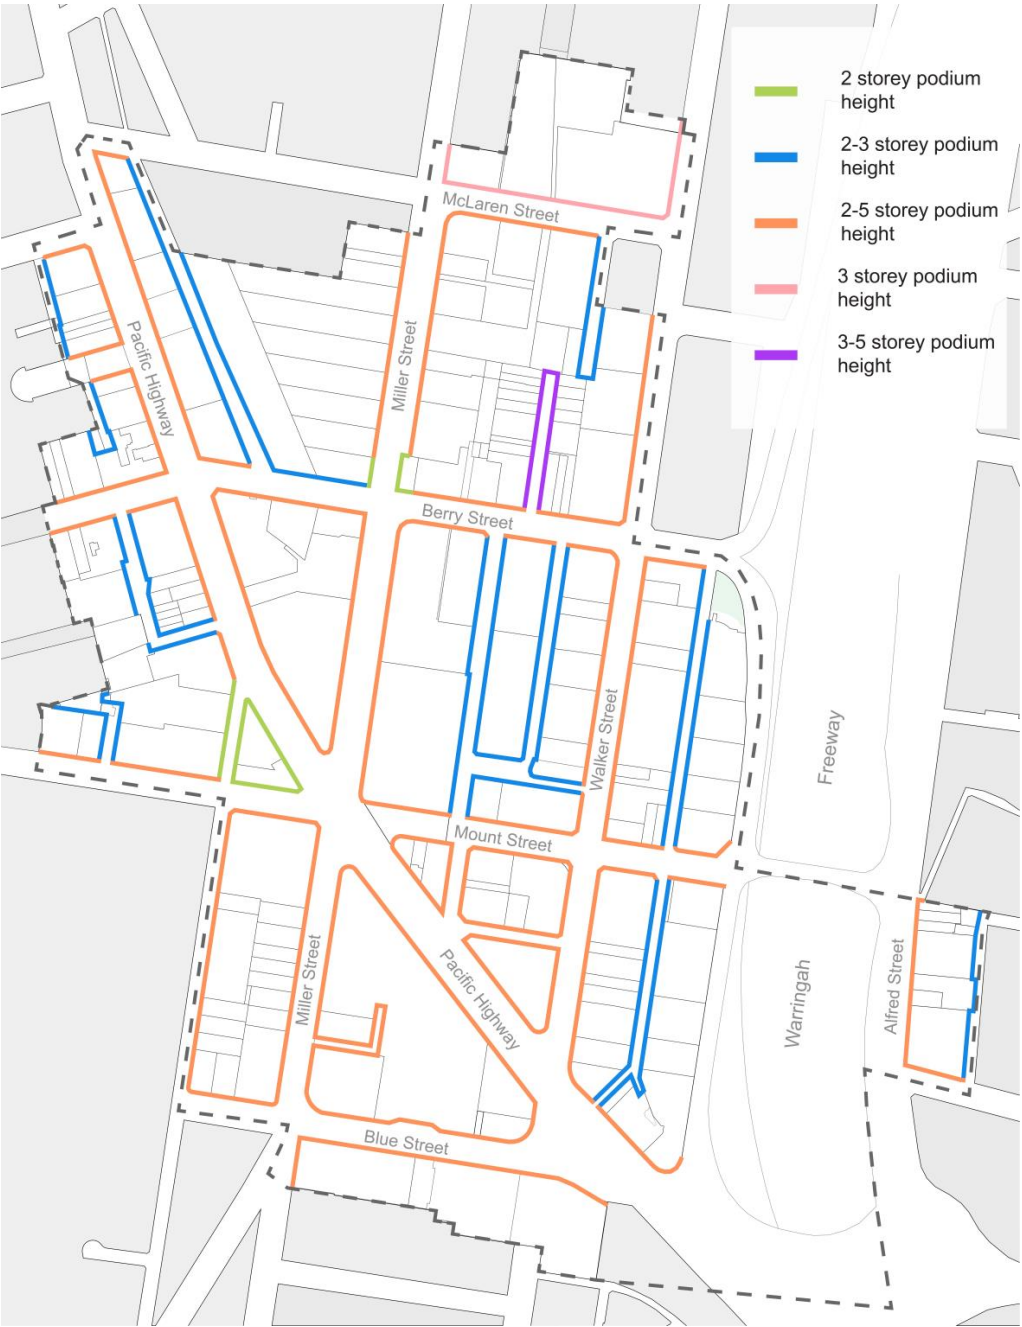 2 storey podium
height
2-3 storey podium
height
2-5 storey podium
height
3 storey podium
height
3-5 storey podium
height
McLaren Street
Pacific Highway
Miller Street
Berry Street
Walker Street
Freeway
Mount Street
Miller Street
Pacific Highway
Warringah
Alfred Street
Blue Street